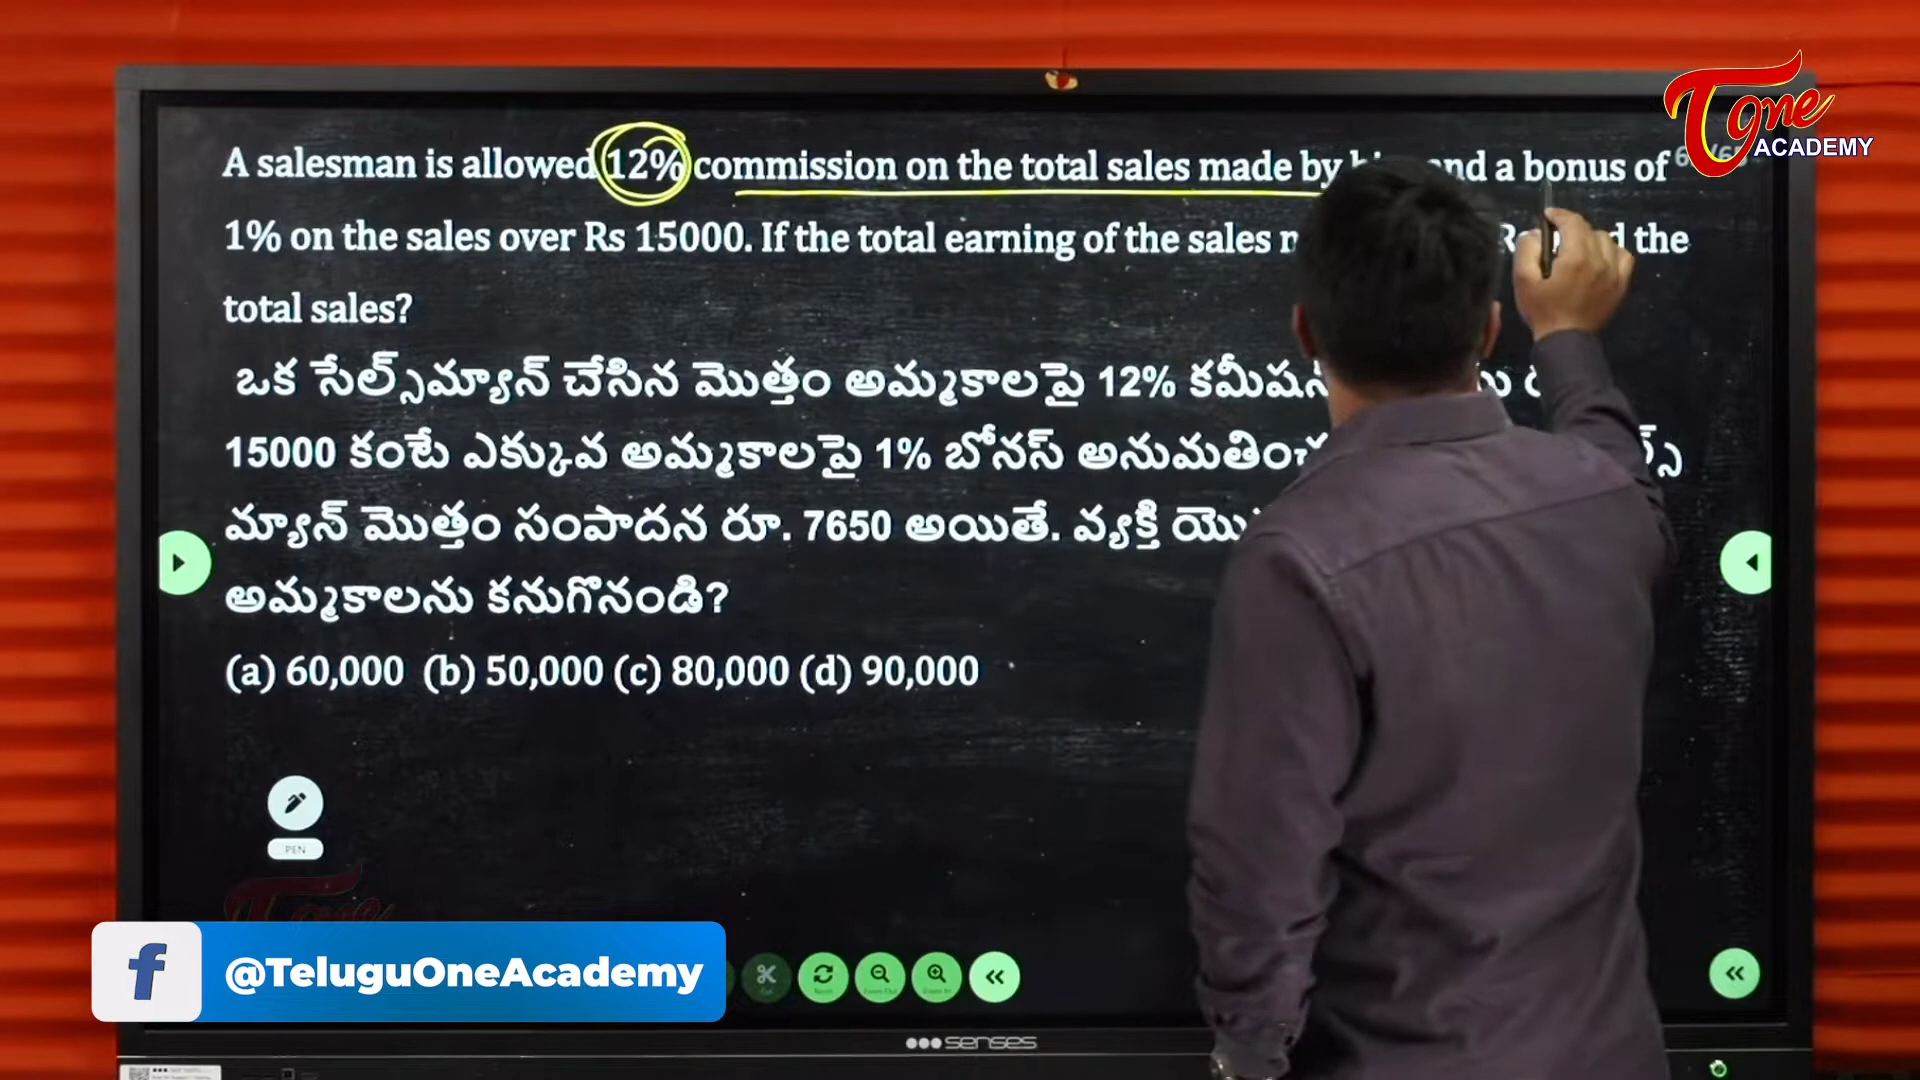 Tone
ACADEMY
A salesman is allowed 12% commission on the total sales made by and a bonus of
1% on the sales over Rs 15000. If the total earning of the sales the
total sales?
ఒక సేల్స్‌మ్యాన్ చేసిన మొత్తం అమ్మకాలపై 12%
15000 కంటే ఎక్కువ అమ్మకాలపై 1% బోనస్
మ్యాన్ మొత్తం సంపాదన రూ. 7650 అయితే. వ్యక్తి
అమ్మకాలను కనుగొనండి?
(a) 60,000 (b) 50,000 (c) 80,000 (d) 90,000
PEN
@TeluguOneAcademy
senses